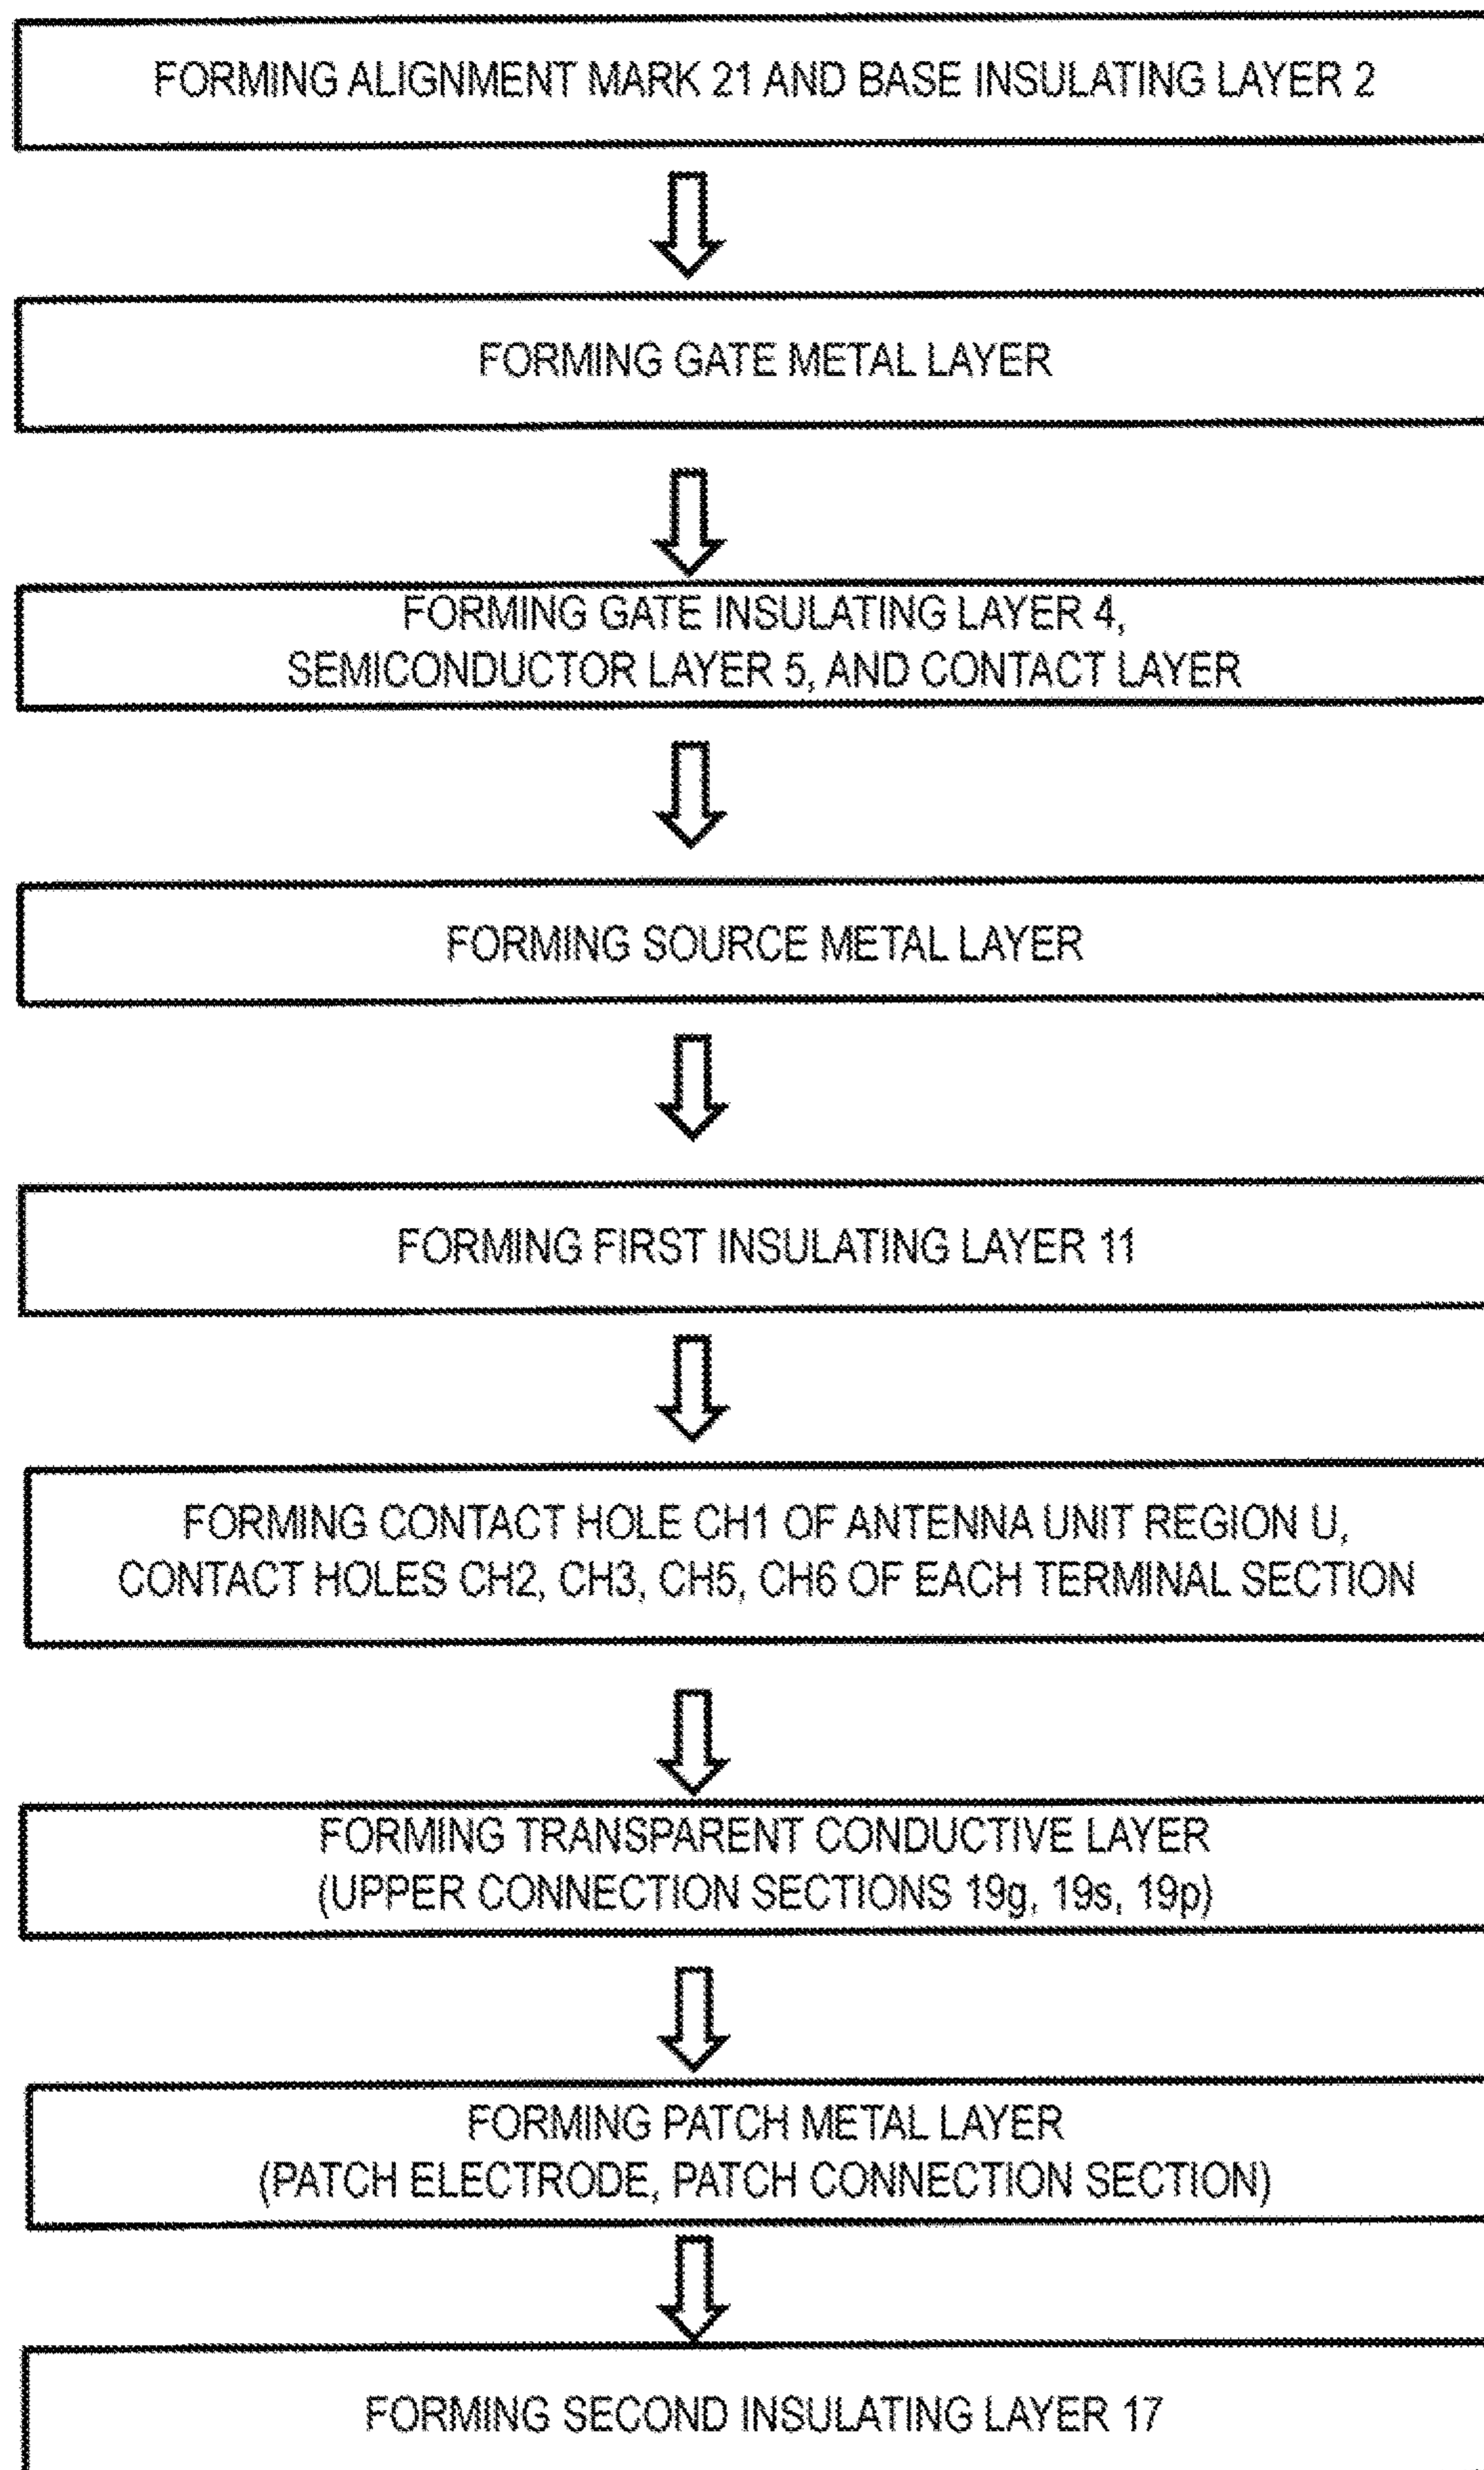 FORMING ALIGNMENT MARK 21 AND BASE INSULATING LAYER 2
FORMING GATE METAL LAYER
FORMING GATE INSULATING LAYER 4,
SEMICONDUCTOR LAYER 5, AND CONTACT LAYER
FORMING SOURCE METAL LAYER
FORMING FIRST INSULATING LAYER 11
FORMING CONTACT HOLE CH1 OF ANTENNA UNIT REGION U,
CONTACT HOLES CH2, CH3, CH5, CH6 OF EACH TERMINAL SECTION
FORMING TRANSPARENT CONDUCTIVE LAYER
(UPPER CONNECTION SECTIONS 19g, 19s, 19p)
FORMING PATCH METAL LAYER
(PATCH ELECTRODE, PATCH CONNECTION SECTION)
FORMING SECOND INSULATING LAYER 17